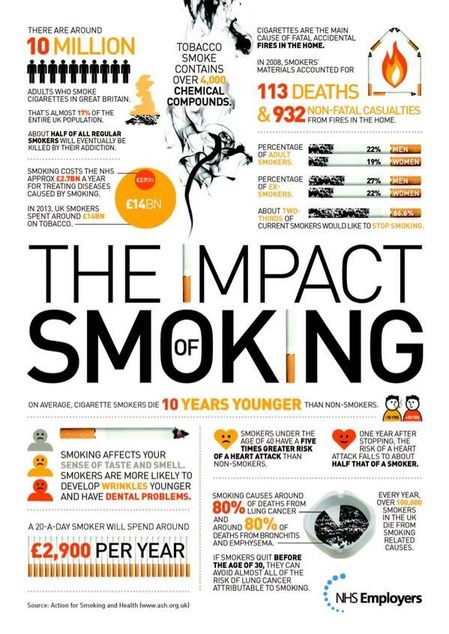 THERE ARE AROUND
10 MILLION
ADULTS WHO SMOKE
CIGARETTES IN GREAT BRITAIN.
THAT'S ALMOST 17% OF THE
ENTIRE UK POPULATION.
ABOUT HALF OF ALL REGULAR
SMOKERS WILL EVENTUALLY BE
KILLED BY THEIR ADDICTION.
SMOKING COSTS THE NHS
APPROX £2.7BN A YEAR
FOR TREATING DISEASES
CAUSED BY SMOKING.
IN 2013, UK SMOKERS
SPENT AROUND £14BN
ON TOBACCO.
£2.7BN
£14BN
TOBACCO
SMOKE
CONTAINS
OVER 4,000
CHEMICAL
COMPOUNDS.
CIGARETTES ARE THE MAIN
CAUSE OF FATAL ACCIDENTAL
FIRES IN THE HOME.
IN 2008, SMOKERS'
MATERIALS ACCOUNTED FOR
113 DEATHS
& 932 NON-FATAL CASUALTIES
FROM FIRES IN THE HOME.
PERCENTAGE
OF ADULT
SMOKERS.
22% MEN
19% WOMEN
PERCENTAGE
OF EX-
SMOKERS.
27% MEN
22% WOMEN
ABOUT TWO-
THIRDS OF
66.6%
CURRENT SMOKERS WOULD LIKE TO STOP SMOKING.
THE IMPACT
OF
SMOKING
ON AVERAGE, CIGARETTE SMOKERS DIE 10 YEARS YOUNGER THAN NON-SMOKERS.
SMOKING AFFECTS YOUR
SENSE OF TASTE AND SMELL.
SMOKERS ARE MORE LIKELY TO
DEVELOP WRINKLES YOUNGER
AND HAVE DENTAL PROBLEMS.
A 20-A-DAY SMOKER WILL SPEND AROUND
£2,900 PER YEAR
SMOKERS UNDER THE
AGE OF 40 HAVE A FIVE
TIMES GREATER RISK
OF A HEART ATTACK THAN
NON-SMOKERS.
ONE YEAR AFTER
STOPPING, THE
RISK OF A HEART
ATTACK FALLS TO ABOUT
HALF THAT OF A SMOKER.
SMOKING CAUSES AROUND
80% OF DEATHS FROM
LUNG CANCER
AND
AROUND 80% OF
DEATHS FROM BRONCHITIS
AND EMPHYSEMA.
IF SMOKERS QUIT BEFORE
THE AGE OF 30, THEY CAN
AVOID ALMOST ALL OF THE
RISK OF LUNG CANCER
ATTRIBUTABLE TO SMOKING.
EVERY YEAR,
OVER 100,000
SMOKERS
IN THE UK
DIE FROM
SMOKING
RELATED
CAUSES.
Source: Action for Smoking and Health (www.ash.org.uk)
NHS Employers